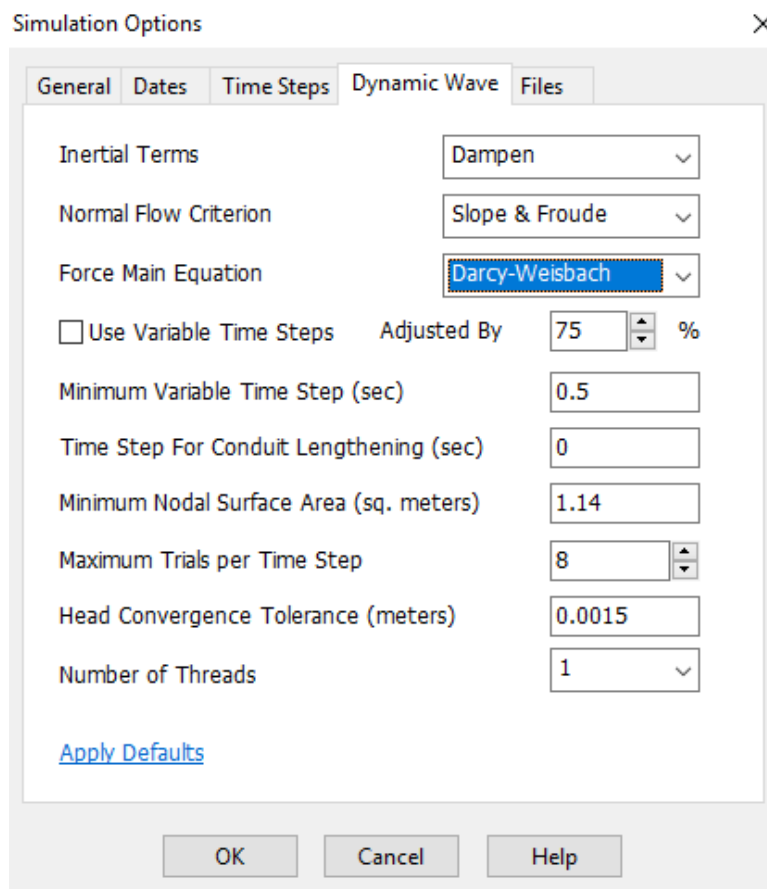 Simulation Options
General Dates Time Steps Dynamic Wave Files
Inertial Terms Dampen
Normal Flow Criterion Slope & Froude
Force Main Equation Darcy-Weisbach
Use Variable Time Steps Adjusted By 75 %
Minimum Variable Time Step (sec) 0.5
Time Step For Conduit Lengthening (sec) 0
Minimum Nodal Surface Area (sq. meters) 1.14
Maximum Trials per Time Step 8
Head Convergence Tolerance (meters) 0.0015
Number of Threads 1
Apply Defaults
OK Cancel Help